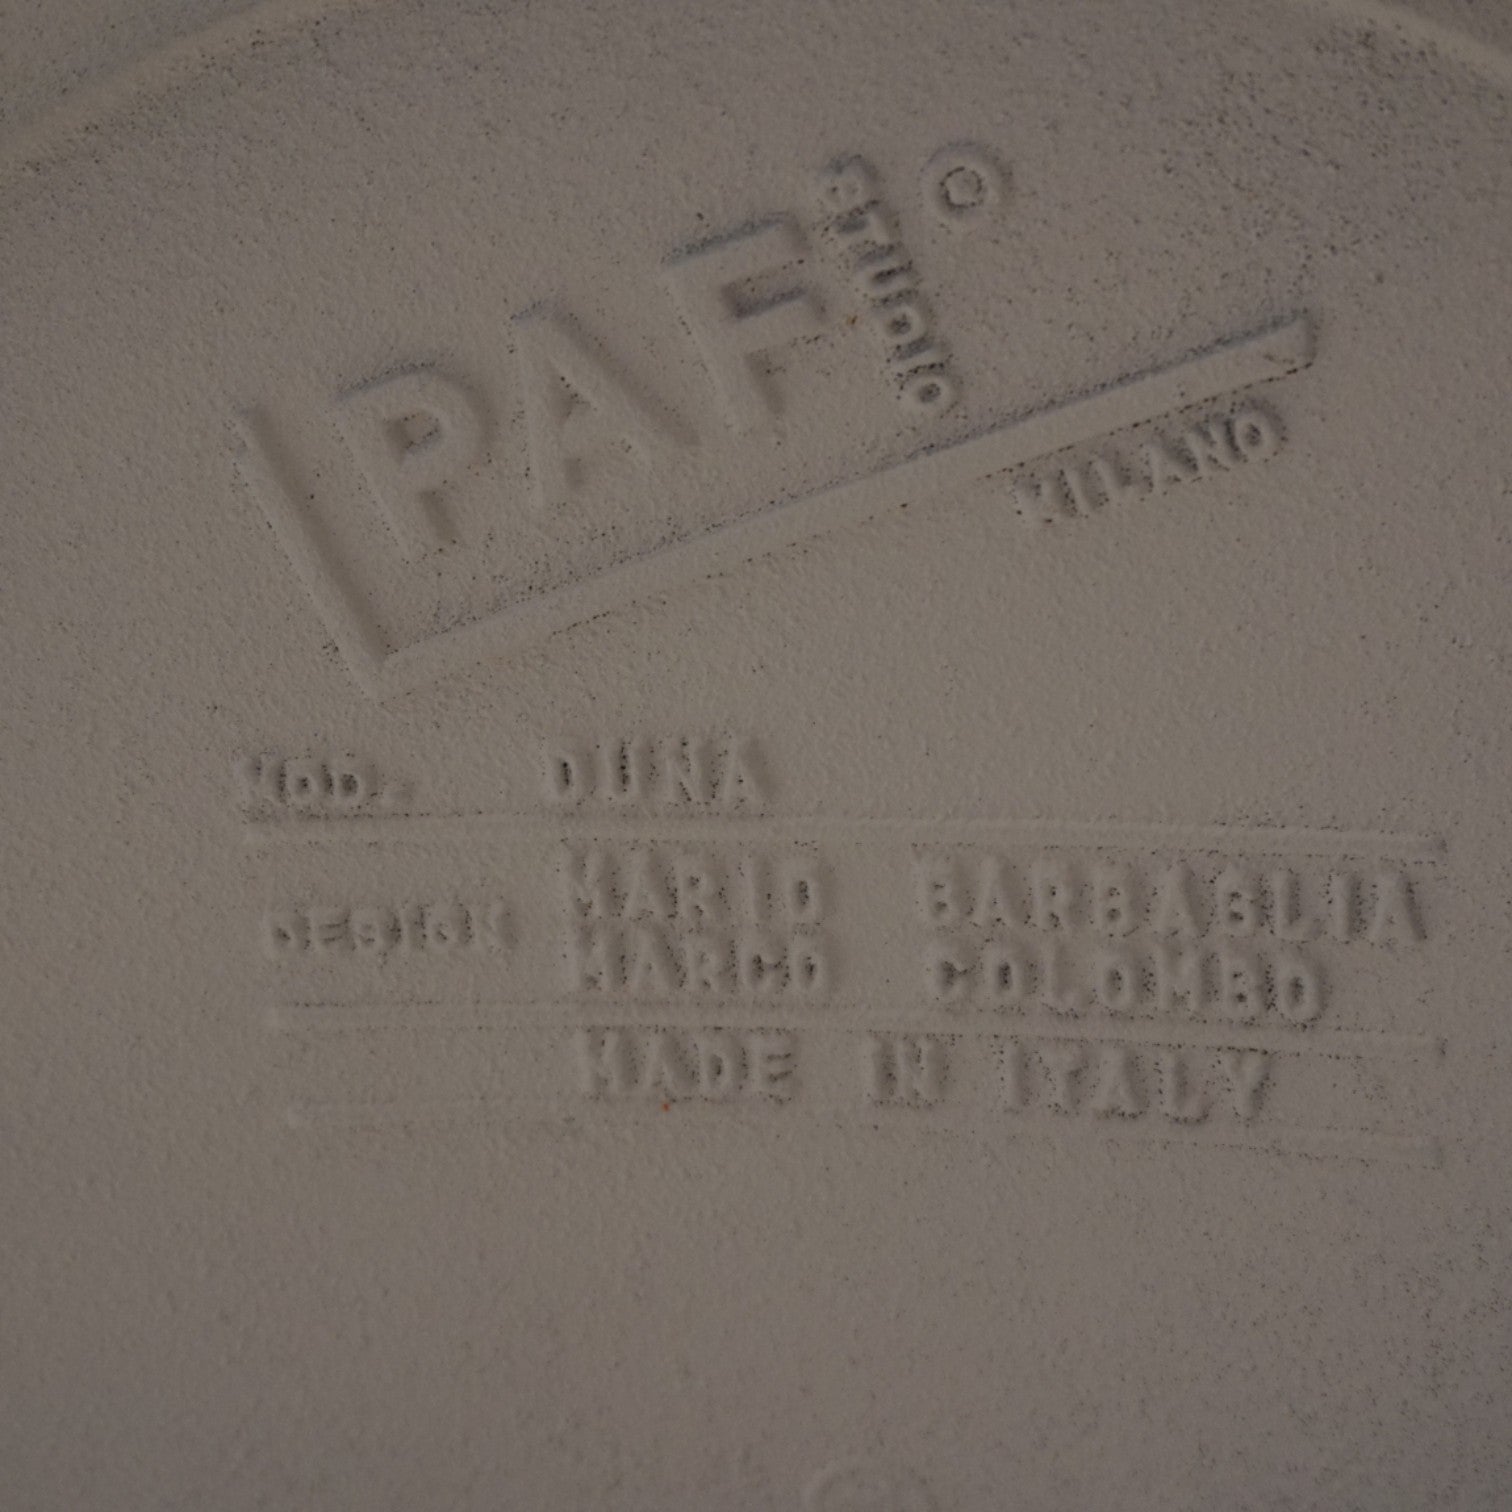 PAF STUDIO
MILANO
MOD. DUNA
DESIGN MARIO BARBAGLIA
MARCO COLOMBO
MADE IN ITALY